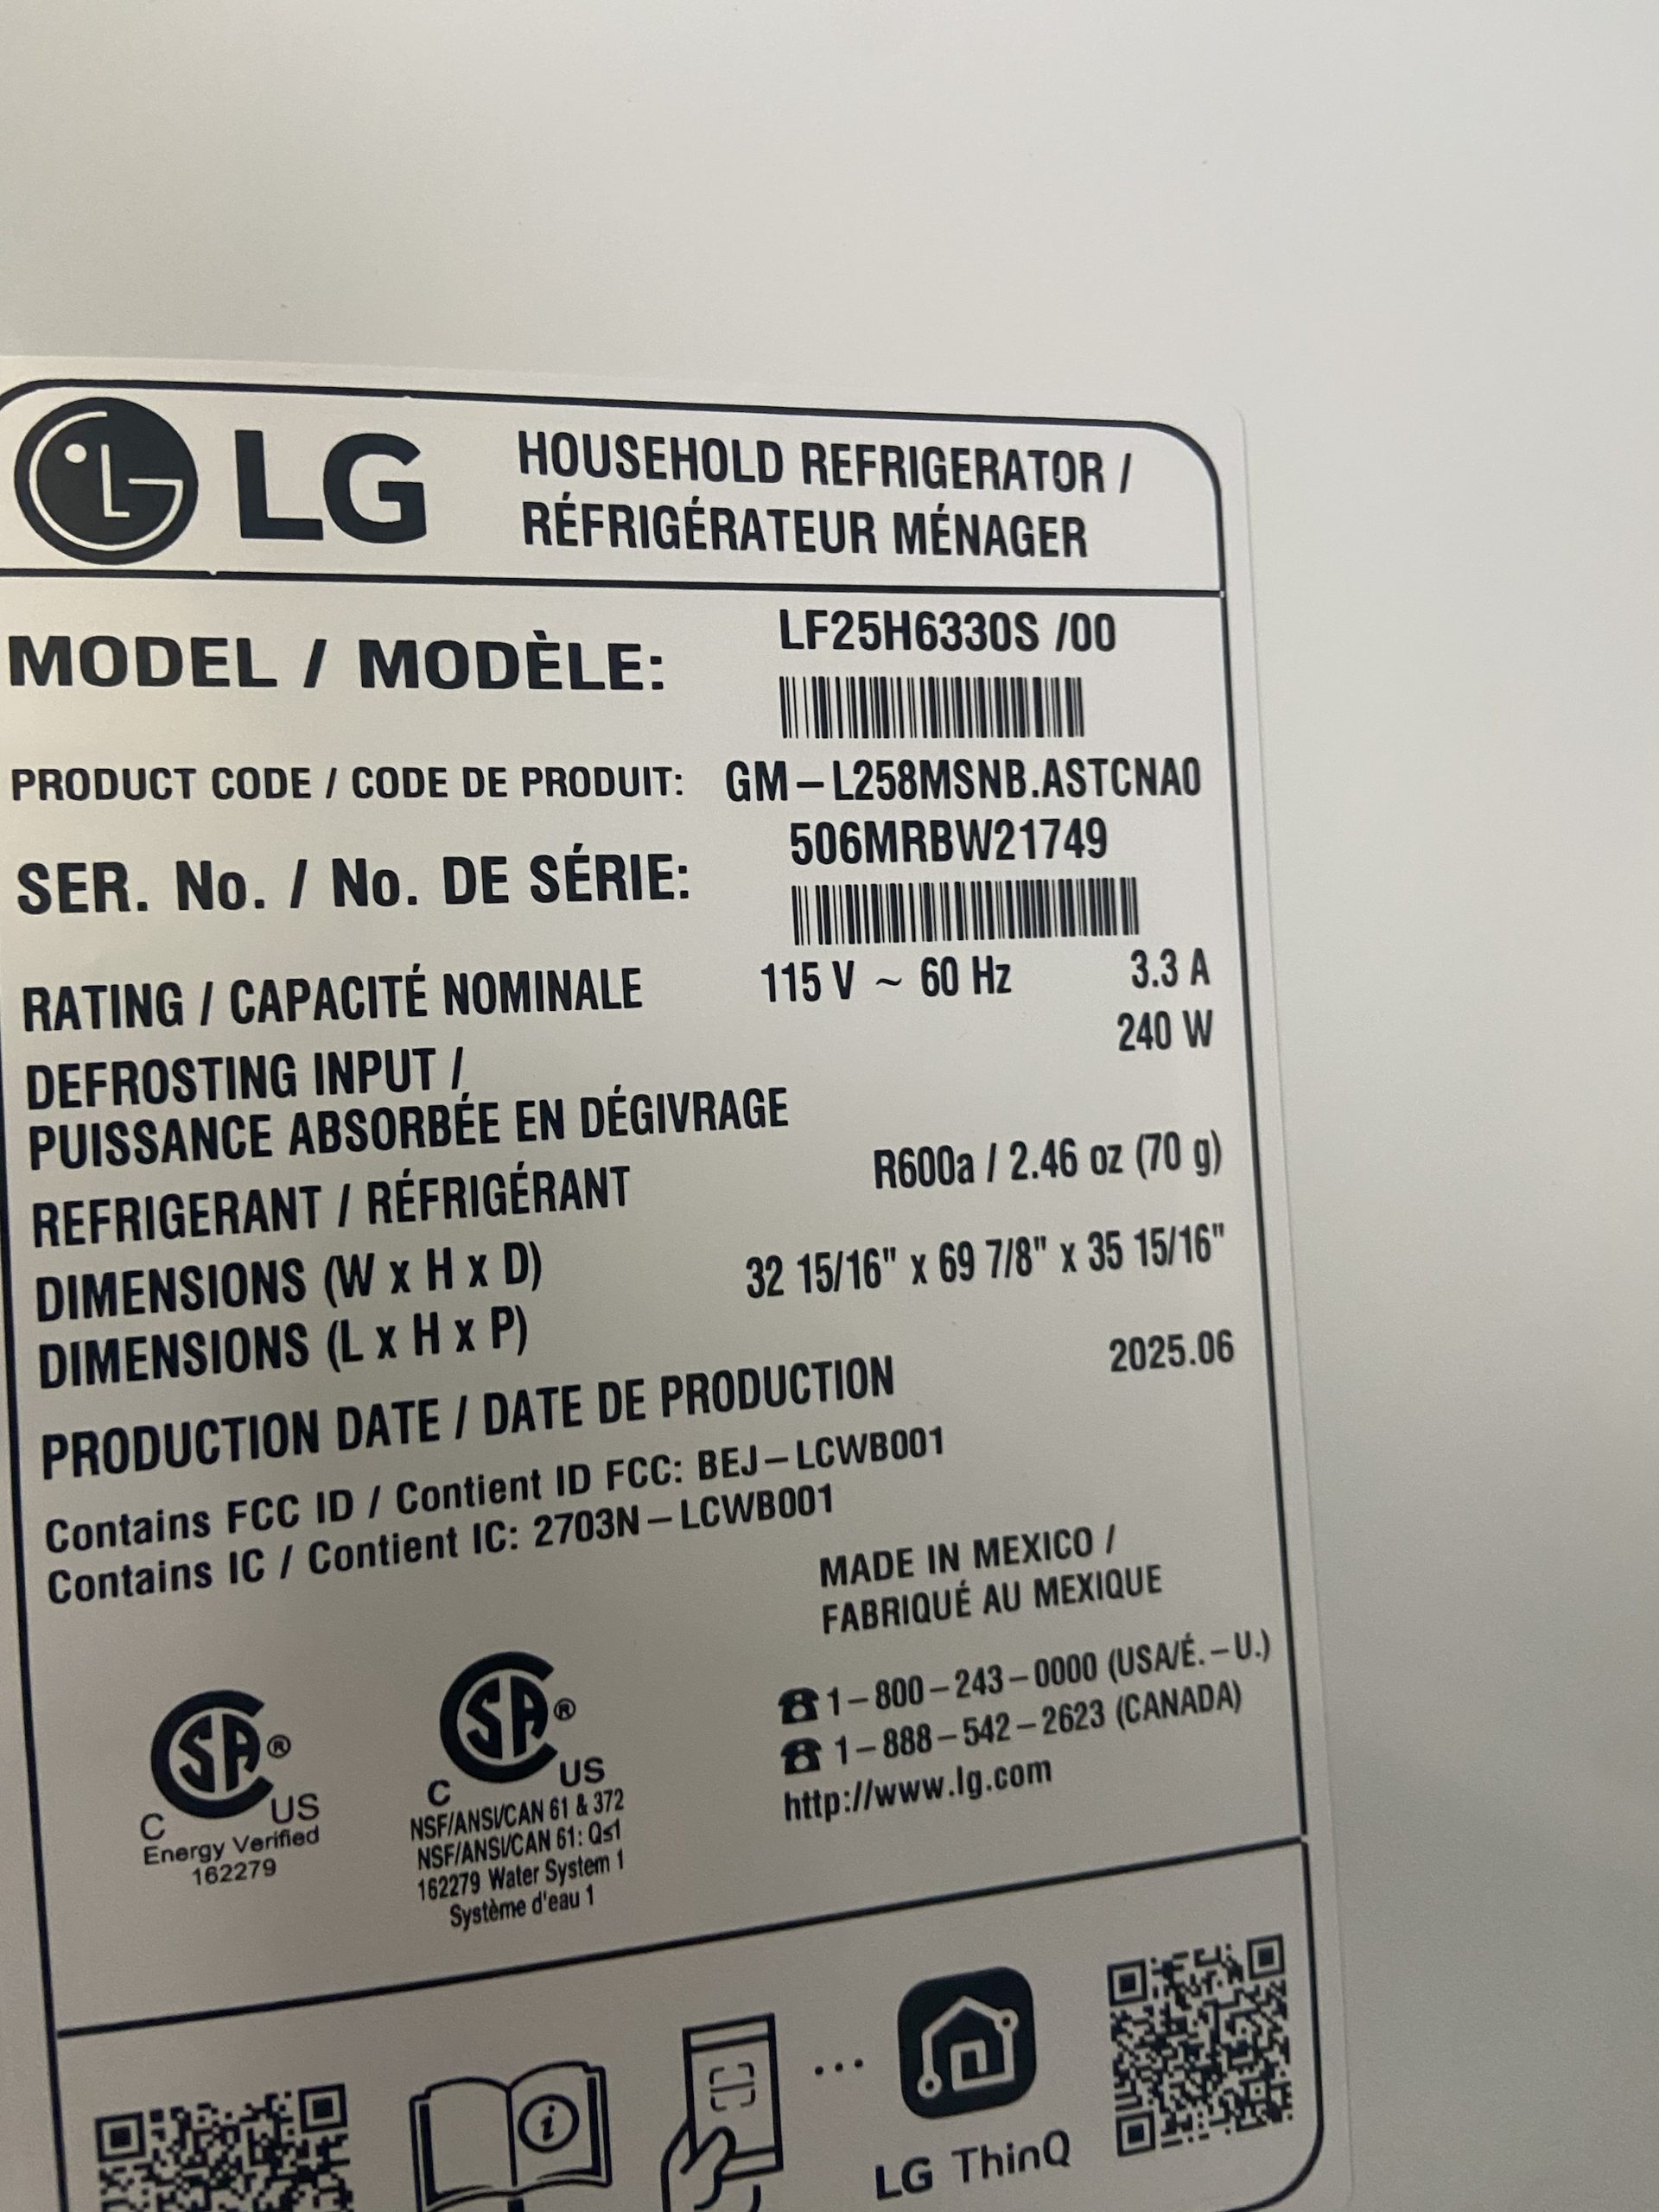 LG HOUSEHOLD REFRIGERATOR /
RÉFRIGÉRATEUR MÉNAGER
MODEL / MODÈLE: LF25H6330S /00
PRODUCT CODE / CODE DE PRODUIT: GM-L258MSNB.ASTCNA0
SER. No. / No. DE SÉRIE: 506MRBW21749
RATING / CAPACITÉ NOMINALE 115 V ~ 60 Hz 3.3 A
DEFROSTING INPUT / 240 W
PUISSANCE ABSORBÉE EN DÉGIVRAGE
REFRIGERANT / RÉFRIGÉRANT R600a / 2.46 oz (70 g)
DIMENSIONS (W x H x D) 32 15/16" x 69 7/8" x 35 15/16"
DIMENSIONS (L x H x P)
PRODUCTION DATE / DATE DE PRODUCTION 2025.06
Contains FCC ID / Contient ID FCC: BEJ-LCWB001
Contains IC / Contient IC: 2703N-LCWB001
MADE IN MEXICO /
FABRIQUÉ AU MEXIQUE
1-800-243-0000 (USA/É.-U.)
1-888-542-2623 (CANADA)
http://www.lg.com
CSA®
C US
Energy Verified
162279
CSA®
C US
NSF/ANSI/CAN 61 & 372
NSF/ANSI/CAN 61: Q≤1
162279 Water System 1
Système d'eau 1
LG ThinQ